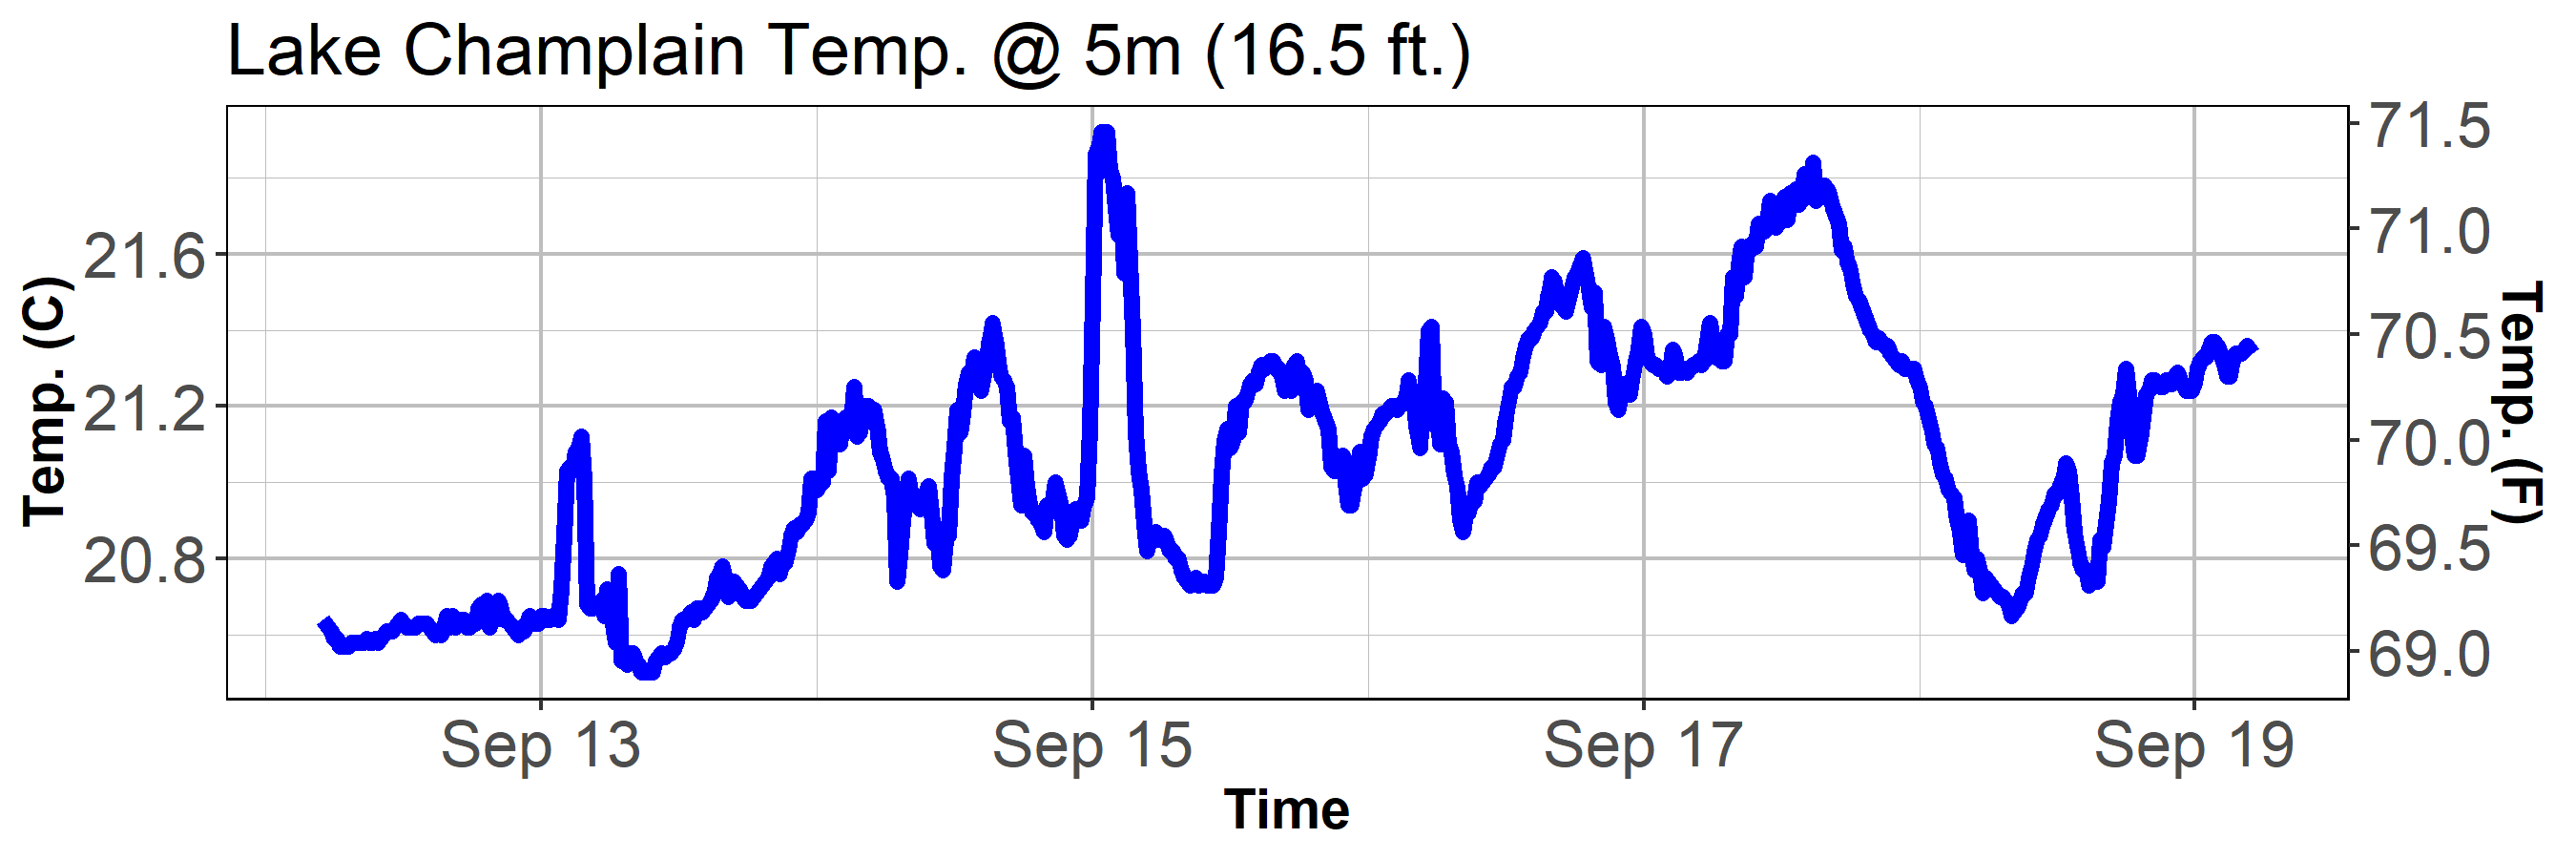 Lake Champlain Temp. @ 5m (16.5 ft.)
Temp. (C)
21.6
21.2
20.8
71.5
71.0
70.5
70.0
69.5
69.0
Temp. (F)
Sep 13 Sep 15 Sep 17 Sep 19
Time